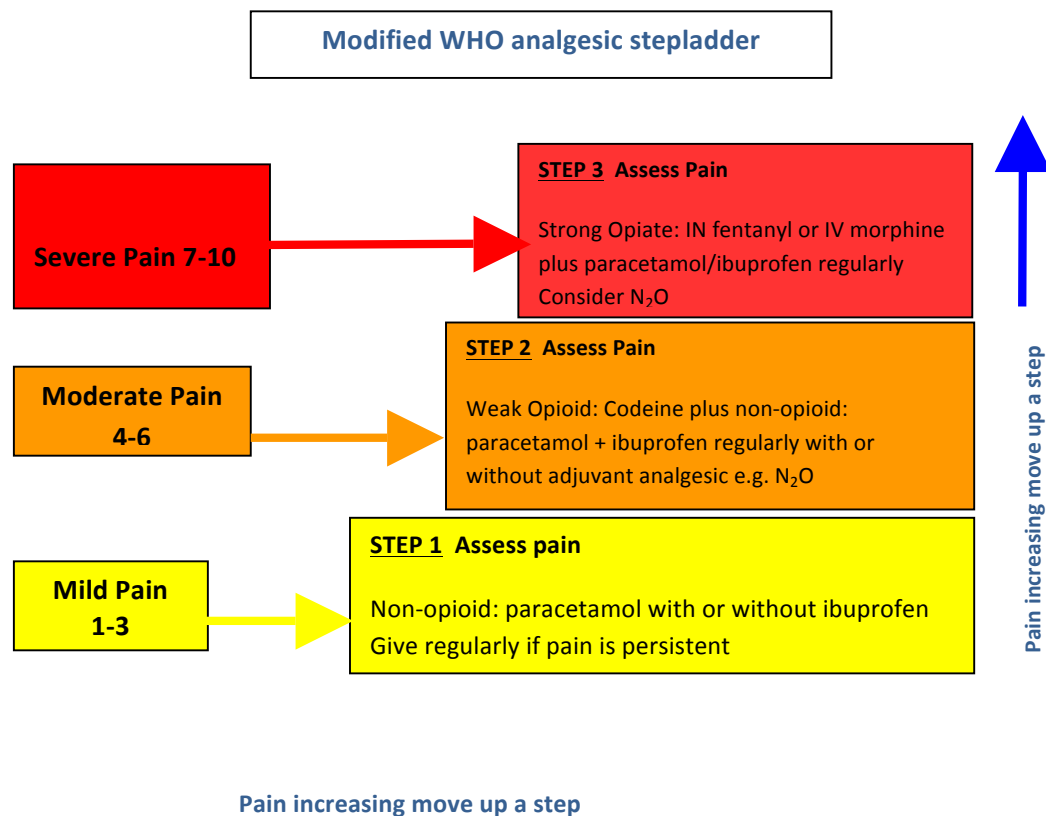 Modified WHO analgesic stepladder
Severe Pain 7-10
STEP 3 Assess Pain
Strong Opiate: IN fentanyl or IV morphine
plus paracetamol/ibuprofen regularly
Consider N₂O
Moderate Pain
4-6
STEP 2 Assess Pain
Weak Opioid: Codeine plus non-opioid:
paracetamol + ibuprofen regularly with or
without adjuvant analgesic e.g. N₂O
Mild Pain
1-3
STEP 1 Assess pain
Non-opioid: paracetamol with or without ibuprofen
Give regularly if pain is persistent
Pain increasing move up a step
Pain increasing move up a step